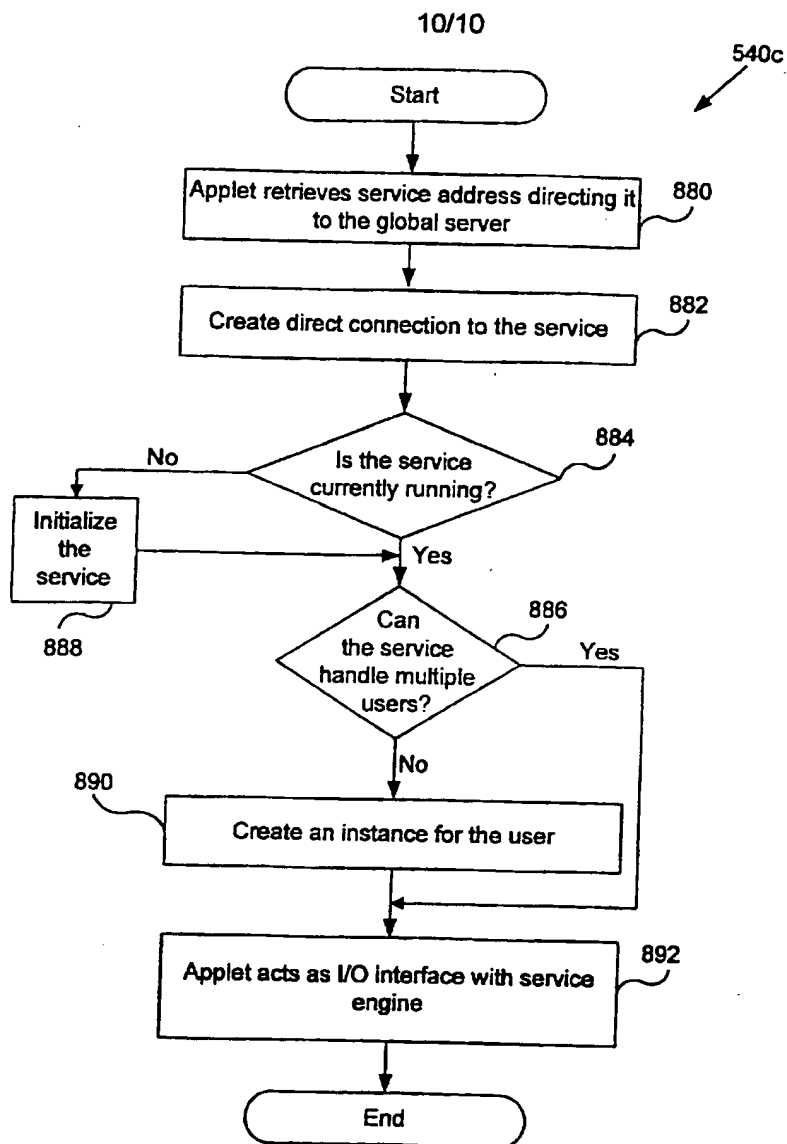 10/10
540c
Start
Applet retrieves service address directing it
to the global server
880
Create direct connection to the service
882
Is the service
currently running?
884
No
Yes
Initialize
the
service
888
Can
the service
handle multiple
users?
886
Yes
No
890
Create an instance for the user
Applet acts as I/O interface with service
engine
892
End